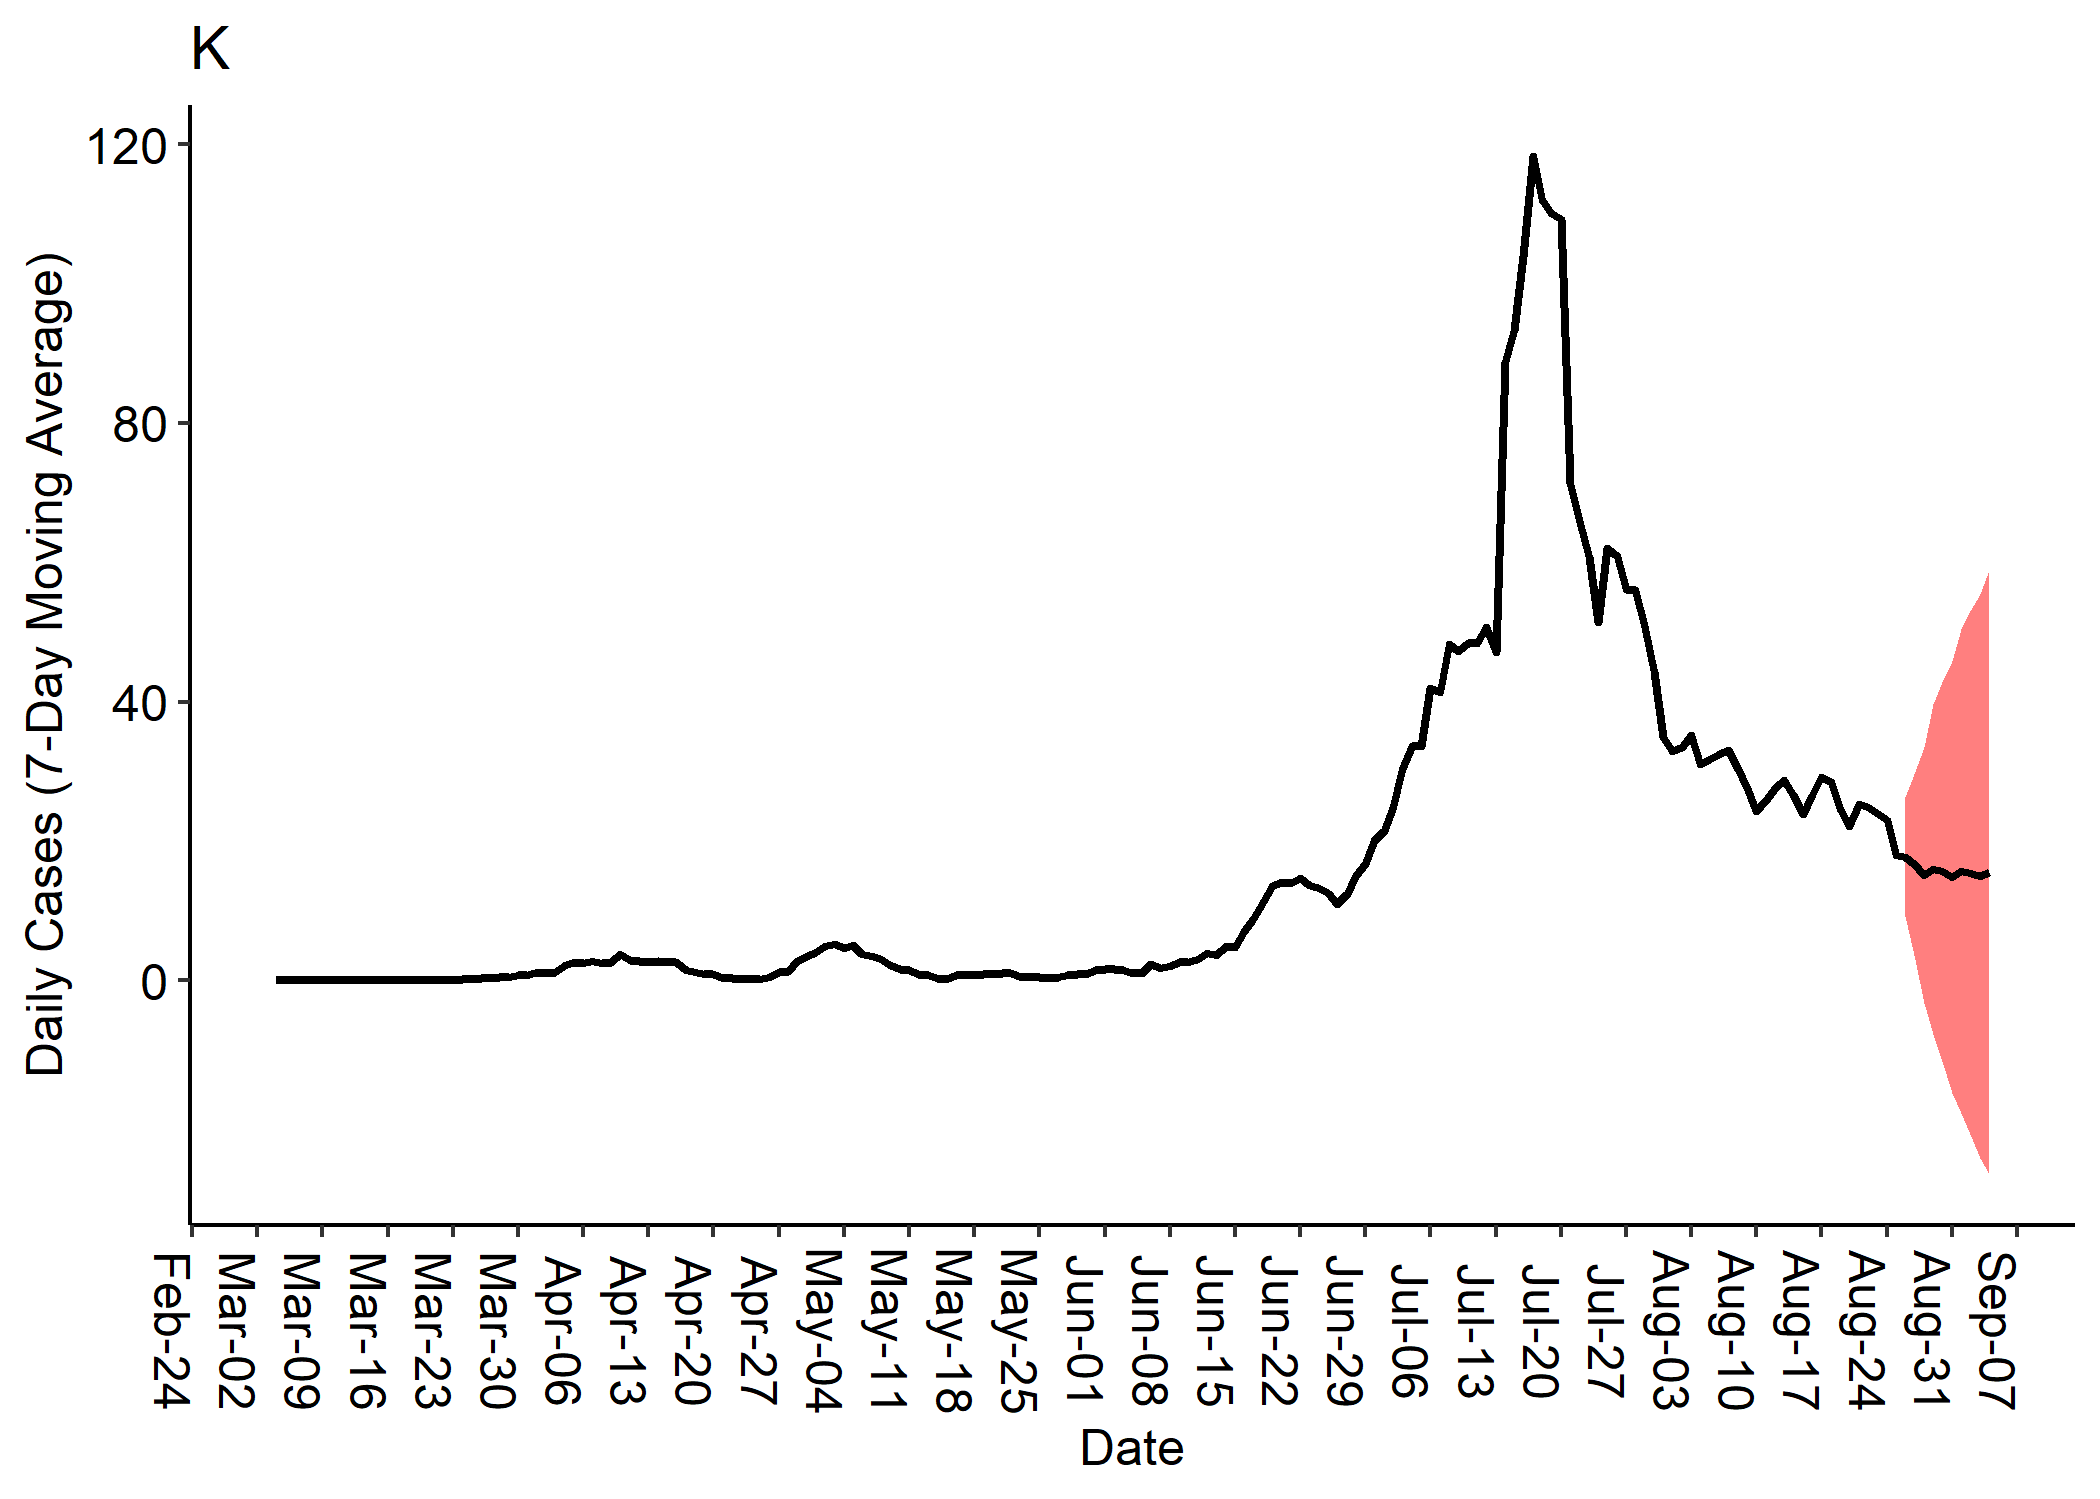 K
Daily Cases (7-Day Moving Average)
120
80
40
0
Feb-24
Mar-02
Mar-09
Mar-16
Mar-23
Mar-30
Apr-06
Apr-13
Apr-20
Apr-27
May-04
May-11
May-18
May-25
Jun-01
Jun-08
Jun-15
Jun-22
Jun-29
Jul-06
Jul-13
Jul-20
Jul-27
Aug-03
Aug-10
Aug-17
Aug-24
Aug-31
Sep-07
Date